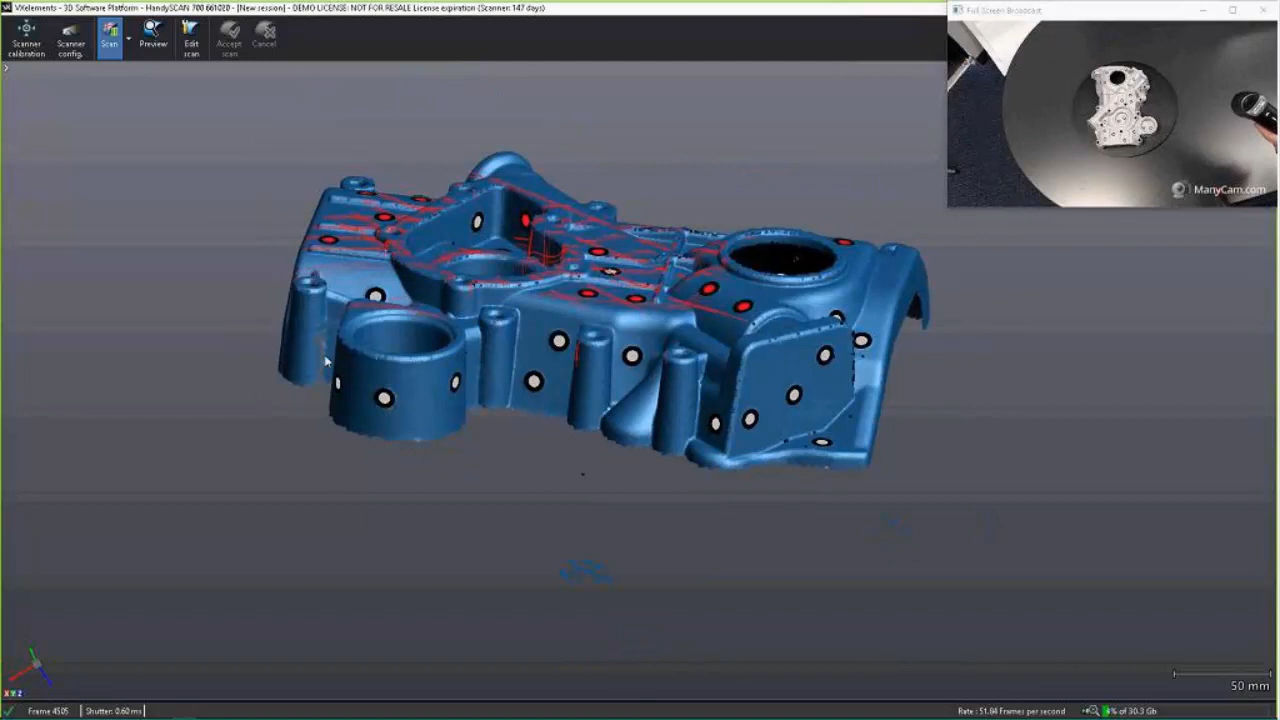 VXelements - 3D Software Platform - HandySCAN 700 661020 - [New session] - DEMO LICENSE: NOT FOR RESALE License expiration (Scanner: 147 days)
Full Screen Broadcast
Scanner calibration
Scanner config.
Scan
Preview
Edit scan
Accept scan
Cancel
ManyCam.com
50 mm
X Y Z
Frame 4505
Shutter: 0.60 ms
Rate : 51.84 Frames per second
4% of 30.3 Gb